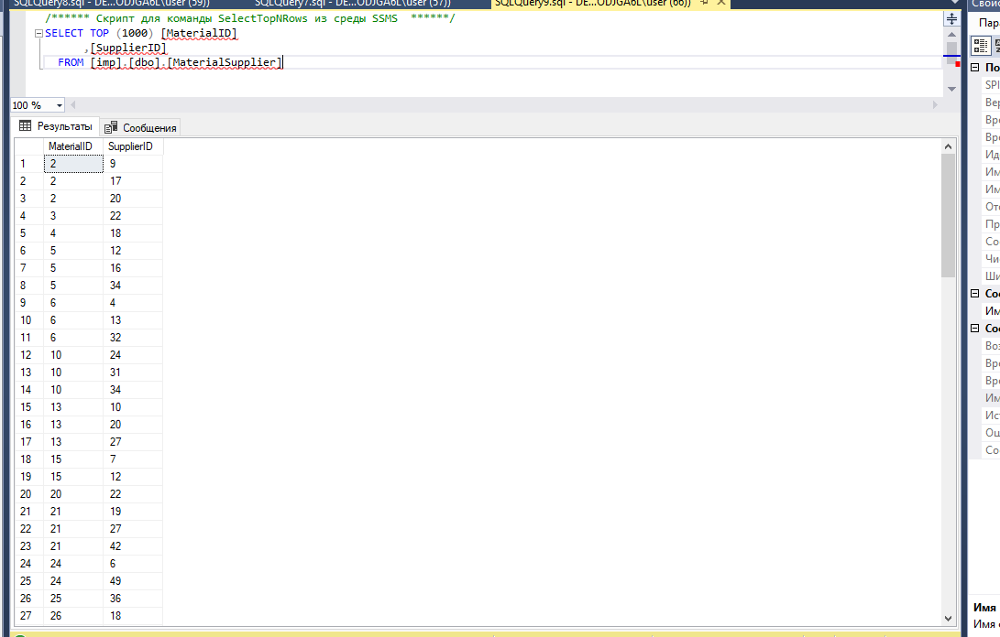 SQLQuery8.sql - DE...ODJGA6L\user (59)) SQLQuery7.sql - DE...ODJGA6L\user (57)) SQLQuery9.sql - DE...ODJGA6L\user (66))
/****** Скрипт для команды SelectTopNRows из среды SSMS ******/
SELECT TOP (1000) [MaterialID]
,[SupplierID]
FROM [imp].[dbo].[MaterialSupplier]
100 %
Результаты Сообщения
MaterialID SupplierID
1 2 9
2 2 17
3 2 20
4 3 22
5 4 18
6 5 12
7 5 16
8 5 34
9 6 4
10 6 13
11 6 32
12 10 24
13 10 31
14 10 34
15 13 10
16 13 20
17 13 27
18 15 7
19 15 12
20 20 22
21 21 19
22 21 27
23 21 42
24 24 6
25 24 49
26 25 36
27 26 18
Свой
Пар
По
SPI
Вер
Вре
Вре
Ид
Им
Им
Отс
Пр
Со
Чи
Ши
Сос
Им
Сос
Воз
Вре
Вре
Им
Ист
Ош
Со
Имя
Имя